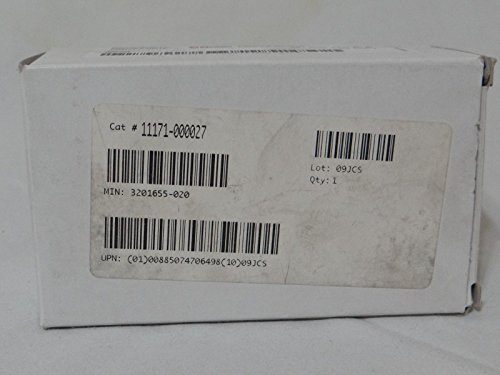 Cat # 11171-000027
Lot: 09JCS
Qty: 1
MIN: 3201655-020
UPN: (01)00885074706498(10)09JCS